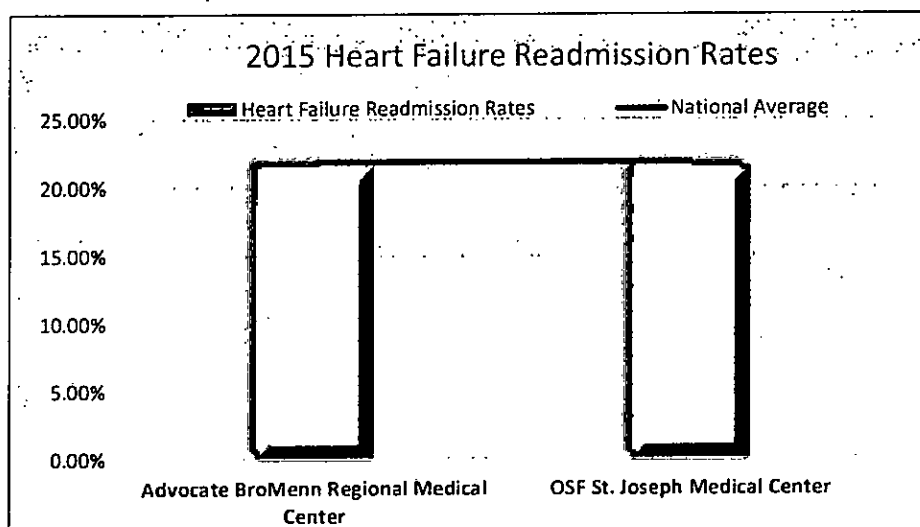 2015 Heart Failure Readmission Rates
Heart Failure Readmission Rates National Average
25.00%
20.00%
15.00%
10.00%
5.00%
0.00%
Advocate BroMenn Regional Medical
Center
OSF St. Joseph Medical Center